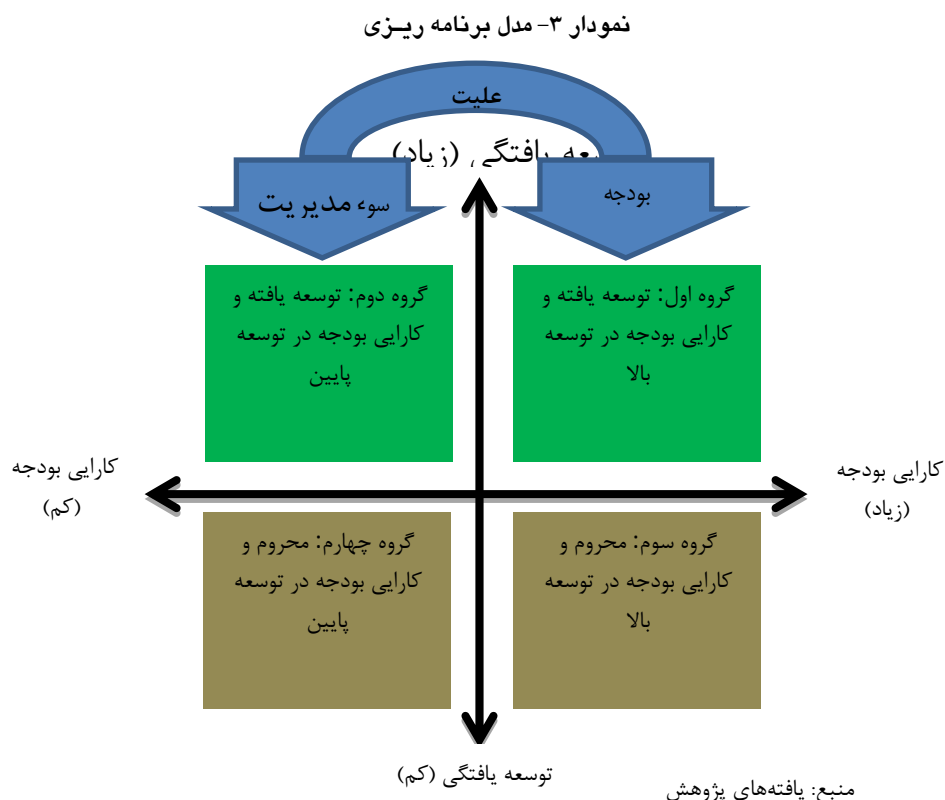 نمودار ۳- مدل برنامه ریـزی
علیت
یافتگی (زیاد)
بودجه
سوء مدیریت
گروه اول: توسعه یافته و
کارایی بودجه در توسعه
بالا
گروه دوم: توسعه یافته و
کارایی بودجه در توسعه
پایین
کارایی بودجه
(زیاد)
کارایی بودجه
(کم)
گروه سوم: محروم و
کارایی بودجه در توسعه
بالا
گروه چهارم: محروم و
کارایی بودجه در توسعه
پایین
توسعه یافتگی (کم)
منبع: یافته‌های پژوهش